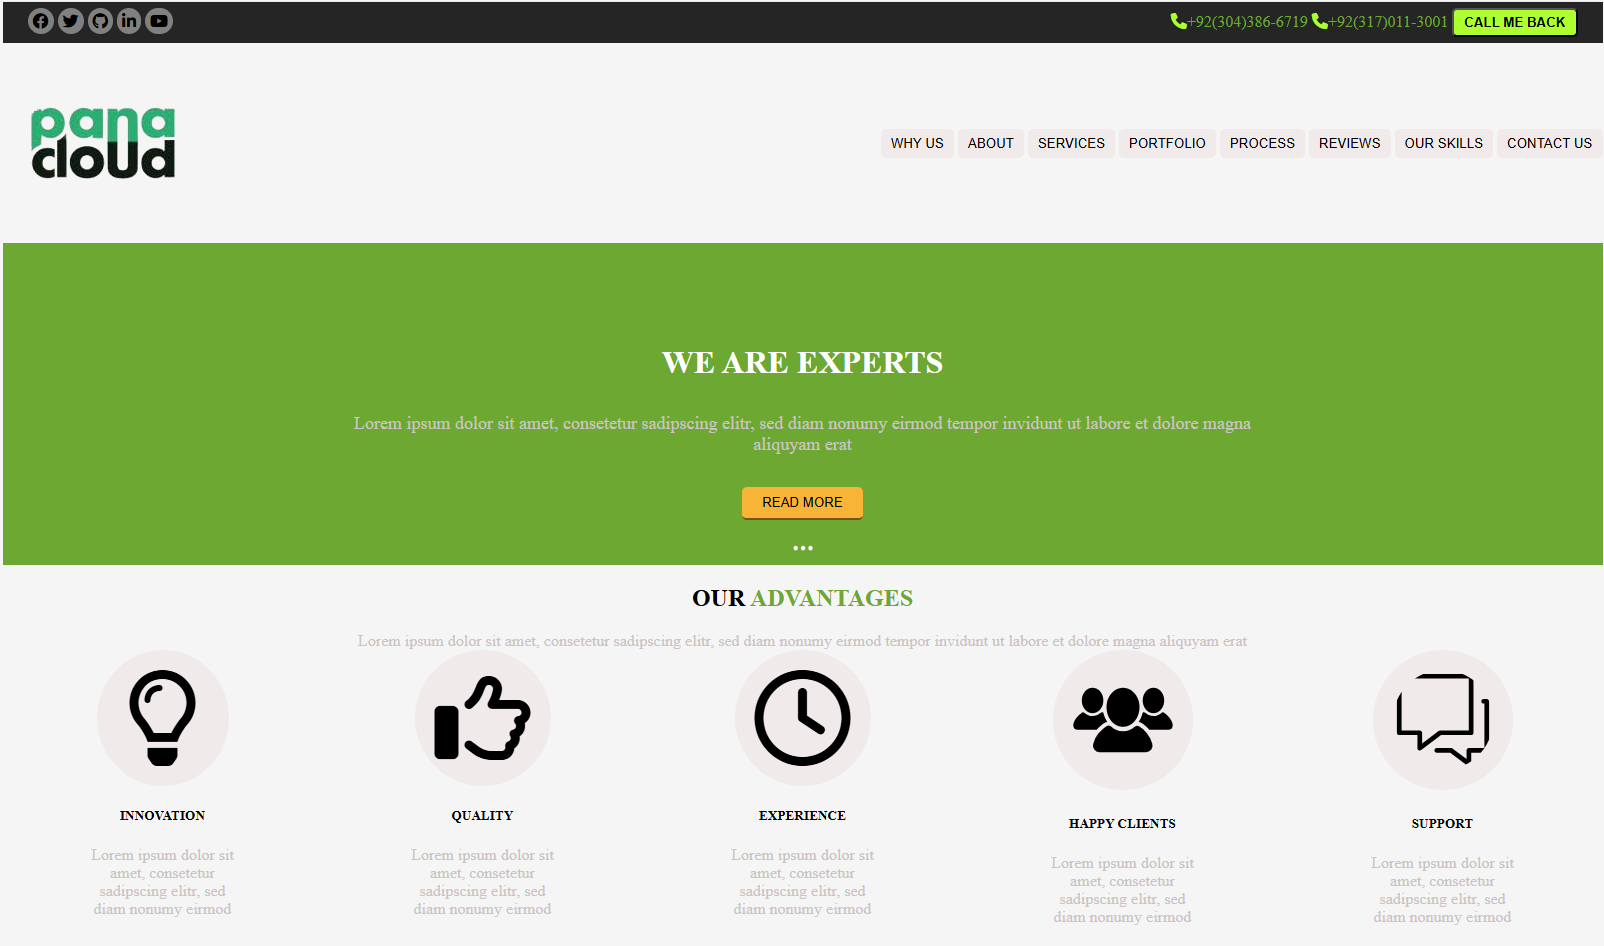 +92(304)386-6719 +92(317)011-3001 CALL ME BACK
pana
cloud
WHY US ABOUT SERVICES PORTFOLIO PROCESS REVIEWS OUR SKILLS CONTACT US
WE ARE EXPERTS
Lorem ipsum dolor sit amet, consetetur sadipscing elitr, sed diam nonumy eirmod tempor invidunt ut labore et dolore magna
aliquyam erat
READ MORE
...
OUR ADVANTAGES
Lorem ipsum dolor sit amet, consetetur sadipscing elitr, sed diam nonumy eirmod tempor invidunt ut labore et dolore magna aliquyam erat
INNOVATION
Lorem ipsum dolor sit
amet, consetetur
sadipscing elitr, sed
diam nonumy eirmod
QUALITY
Lorem ipsum dolor sit
amet, consetetur
sadipscing elitr, sed
diam nonumy eirmod
EXPERIENCE
Lorem ipsum dolor sit
amet, consetetur
sadipscing elitr, sed
diam nonumy eirmod
HAPPY CLIENTS
Lorem ipsum dolor sit
amet, consetetur
sadipscing elitr, sed
diam nonumy eirmod
SUPPORT
Lorem ipsum dolor sit
amet, consetetur
sadipscing elitr, sed
diam nonumy eirmod